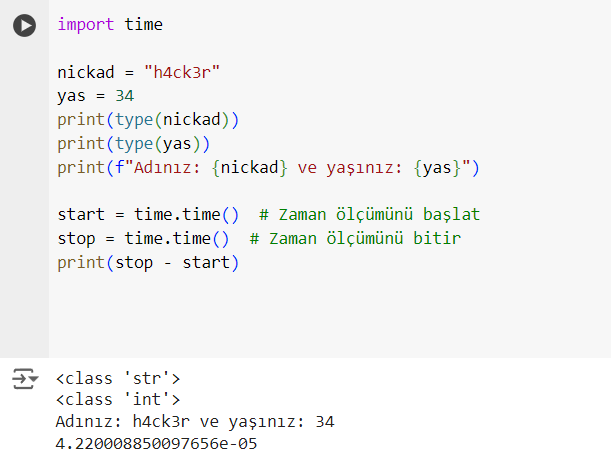 import time
nickad = "h4ck3r"
yas = 34
print(type(nickad))
print(type(yas))
print(f"Adınız: {nickad} ve yaşınız: {yas}")
start = time.time()  # Zaman ölçümünü başlat
stop = time.time()  # Zaman ölçümünü bitir
print(stop - start)
<class 'str'>
<class 'int'>
Adınız: h4ck3r ve yaşınız: 34
4.220008850097656e-05